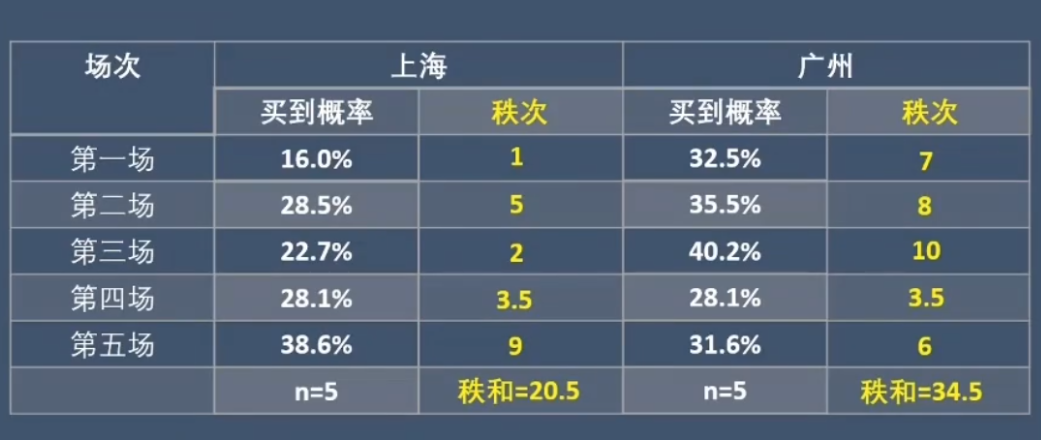 场次 上海 广州
买到概率 秩次 买到概率 秩次
第一场 16.0% 1 32.5% 7
第二场 28.5% 5 35.5% 8
第三场 22.7% 2 40.2% 10
第四场 28.1% 3.5 28.1% 3.5
第五场 38.6% 9 31.6% 6
n=5 秩和=20.5 n=5 秩和=34.5